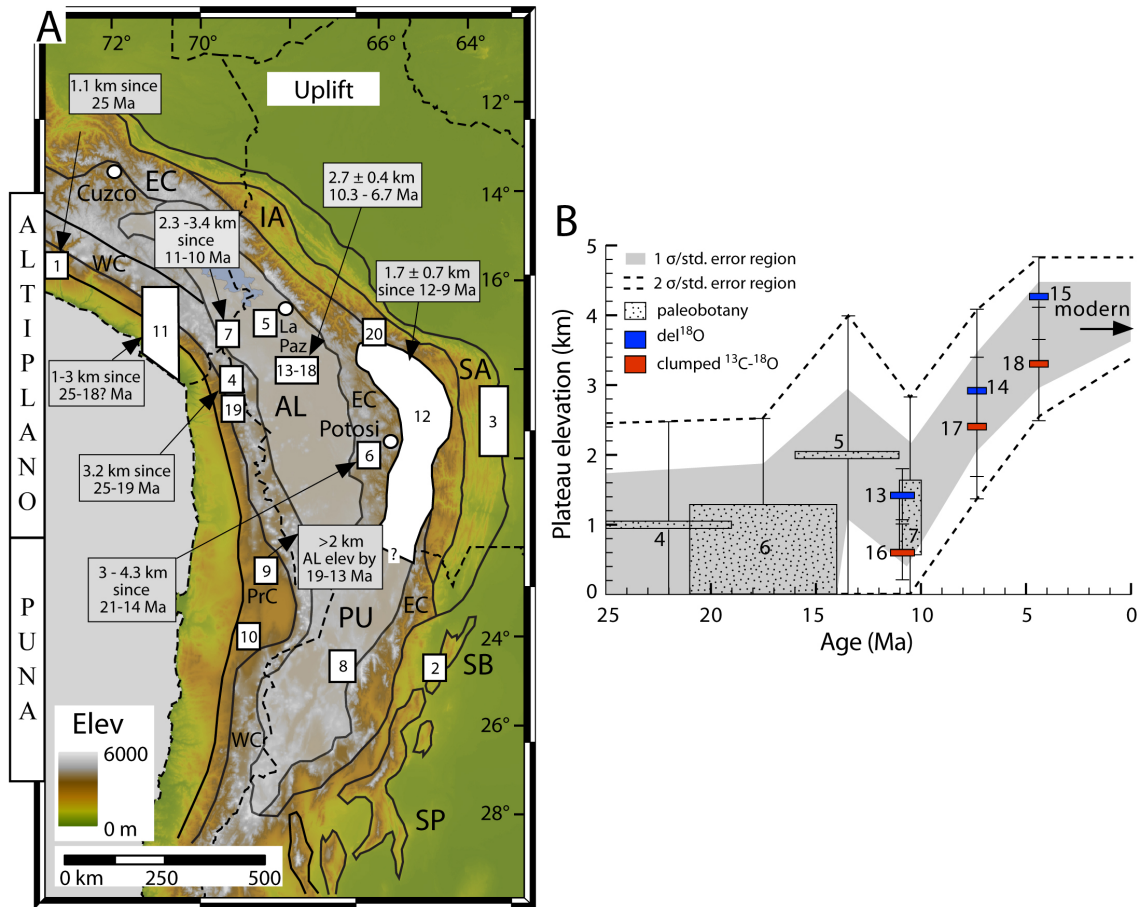 A
72°
70°
66°
64°
1.1 km since
25 Ma
Uplift
12°
14°
16°
24°
26°
28°
Cuzco
EC
IA
2.7 ± 0.4 km
10.3 - 6.7 Ma
2.3 -3.4 km
since
11-10 Ma
1.7 ± 0.7 km
since 12-9 Ma
ALTIPLANO
PUNA
1
WC
11
7
5
La
Paz
20
13-18
SA
1-3 km since
25-18? Ma
4
19
AL
EC
12
3
Potosi
6
3.2 km since
25-19 Ma
>2 km
AL elev by
19-13 Ma
?
3 - 4.3 km
since
21-14 Ma
9
PrC
PU
EC
10
8
2
SB
WC
SP
Elev
6000
0 m
0 km
250
500
B
Plateau elevation (km)
5
4
3
2
1
0
1 σ/std. error region
2 σ/std. error region
paleobotany
del18O
clumped 13C-18O
15
modern
18
14
17
5
13
4
6
7
16
25
20
15
10
5
0
Age (Ma)